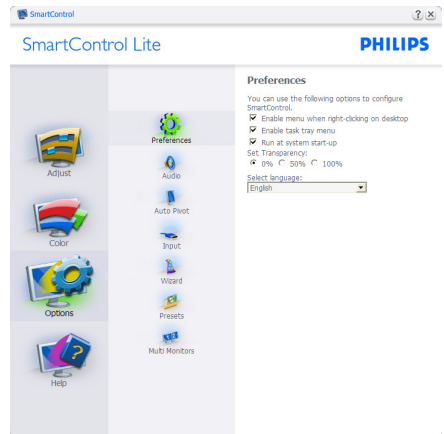 SmartControl
SmartControl Lite
PHILIPS
Adjust
Color
Options
Help
Preferences
Audio
Auto Pivot
Input
Wizard
Presets
Multi Monitors
Preferences
You can use the following options to configure
SmartControl.
Enable menu when right-clicking on desktop
Enable task tray menu
Run at system start-up
Set Transparency:
0% 50% 100%
Select language:
English